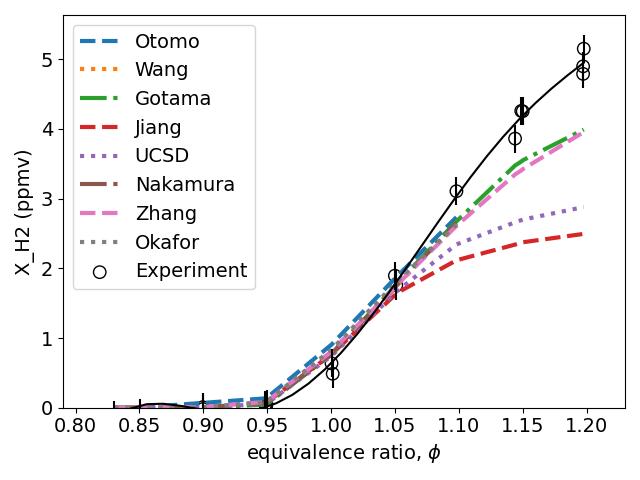 Otomo
Wang
Gotama
Jiang
UCSD
Nakamura
Zhang
Okafor
Experiment
X_H2 (ppmv)
5
4
3
2
1
0
0.80 0.85 0.90 0.95 1.00 1.05 1.10 1.15 1.20
equivalence ratio, ϕ